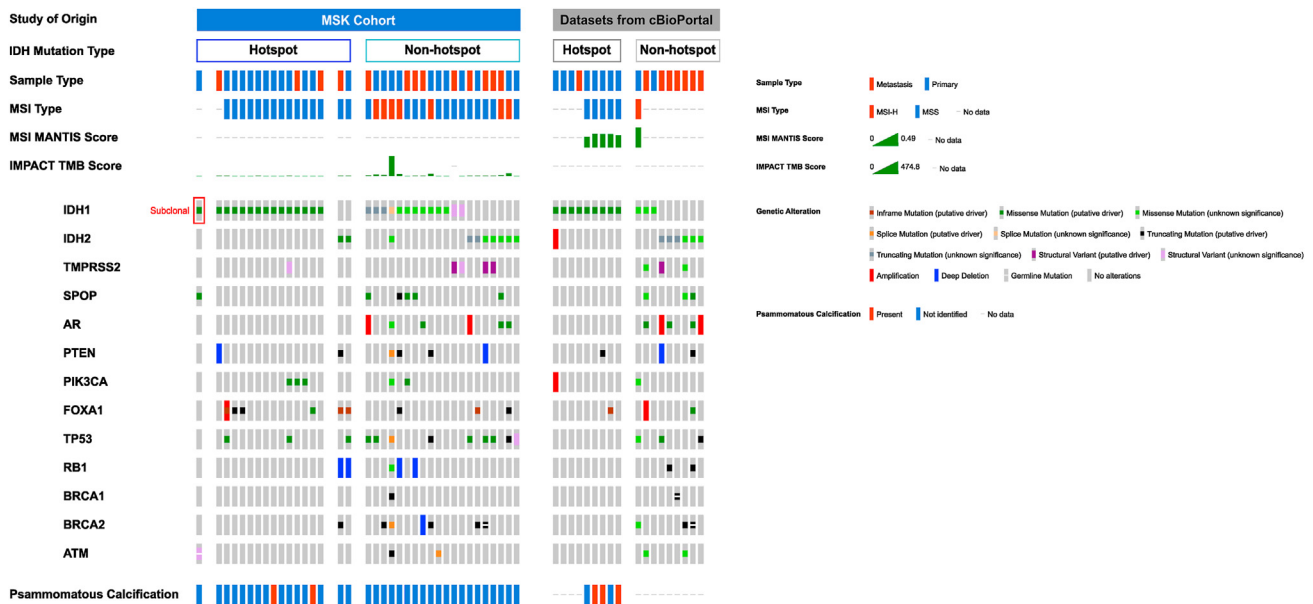 Study of Origin
MSK Cohort
Datasets from cBioPortal
IDH Mutation Type
Hotspot
Non-hotspot
Hotspot
Non-hotspot
Sample Type
MSI Type
MSI MANTIS Score
IMPACT TMB Score
Subclonal
IDH1
IDH2
TMPRSS2
SPOP
AR
PTEN
PIK3CA
FOXA1
TP53
RB1
BRCA1
BRCA2
ATM
Psammomatous Calcification
Sample Type Metastasis Primary
MSI Type MSI-H MSS No data
MSI MANTIS Score 0 0.49 No data
IMPACT TMB Score 0 474.8 No data
Genetic Alteration Inframe Mutation (putative driver) Missense Mutation (putative driver) Missense Mutation (unknown significance)
Splice Mutation (putative driver) Splice Mutation (unknown significance) Truncating Mutation (putative driver)
Truncating Mutation (unknown significance) Structural Variant (putative driver) Structural Variant (unknown significance)
Amplification Deep Deletion Germline Mutation No alterations
Psammomatous Calcification Present Not identified No data